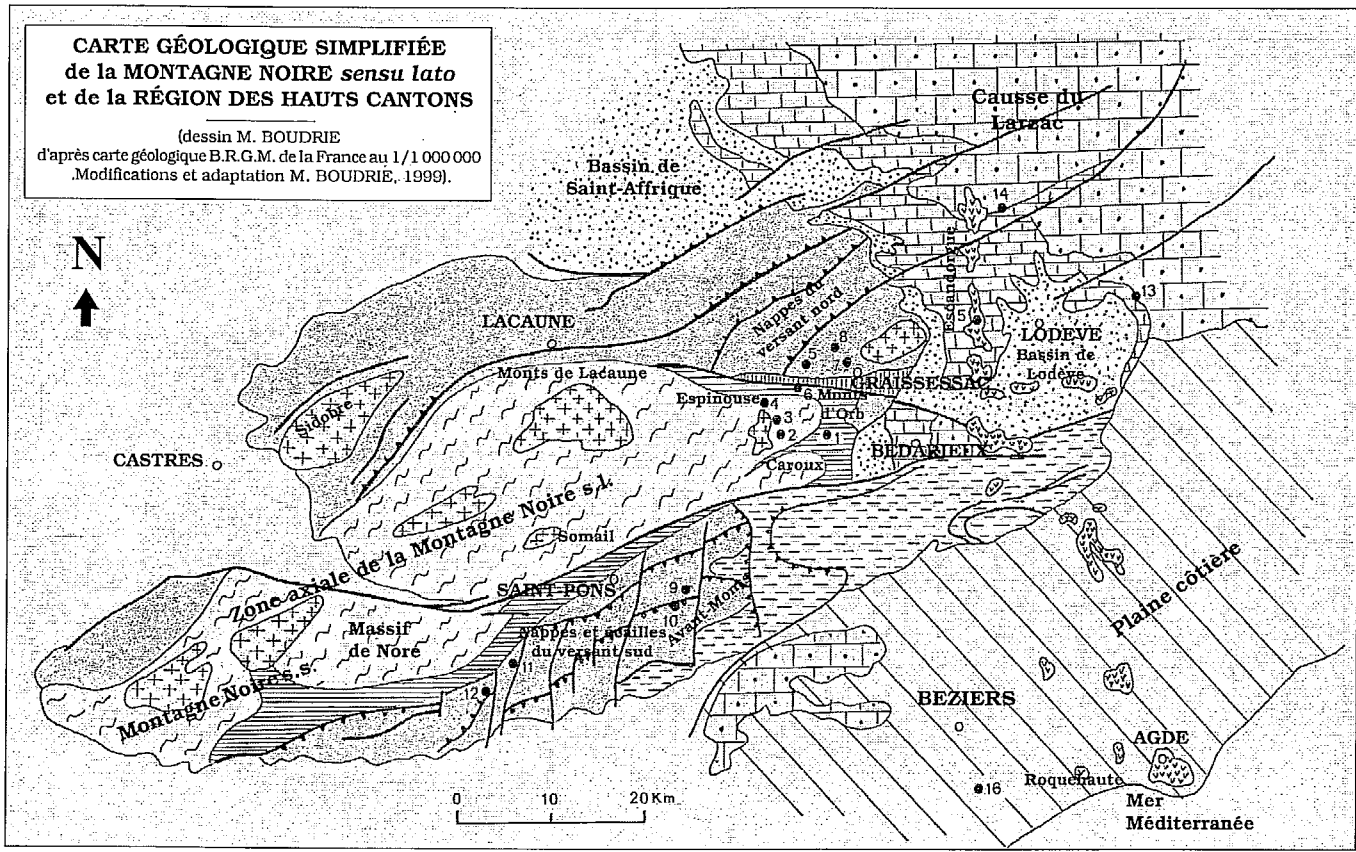 CARTE GÉOLOGIQUE SIMPLIFIÉE
de la MONTAGNE NOIRE sensu lato
et de la RÉGION DES HAUTS CANTONS
(dessin M. BOUDRIE
d'après carte géologique B.R.G.M. de la France au 1/1 000 000
Modifications et adaptation M. BOUDRIE, 1999).
N
Causse du
Larzac
Bassin de
Saint-Affrique
14
Escandorgue
13
Nappes du
versant nord
LACAUNE
15
LODÈVE
Bassin de
Lodève
8
5
7
GRAISSESSAC
Monts de Lacaune
Espinouse
6
Monts
d'Orb
4
3
2
1
Sidobre
CASTRES
BÉDARIEUX
Caroux
Zone axiale de la Montagne Noire s.l.
Somail
SAINT-PONS
9
10
Avant-Monts
Plaine côtière
Massif
de Nore
Nappes et écailles
du versant sud
11
12
Montagne Noire s.s.
BÉZIERS
AGDE
Roquehaute
16
Mer
Méditerranée
0
10
20 Km